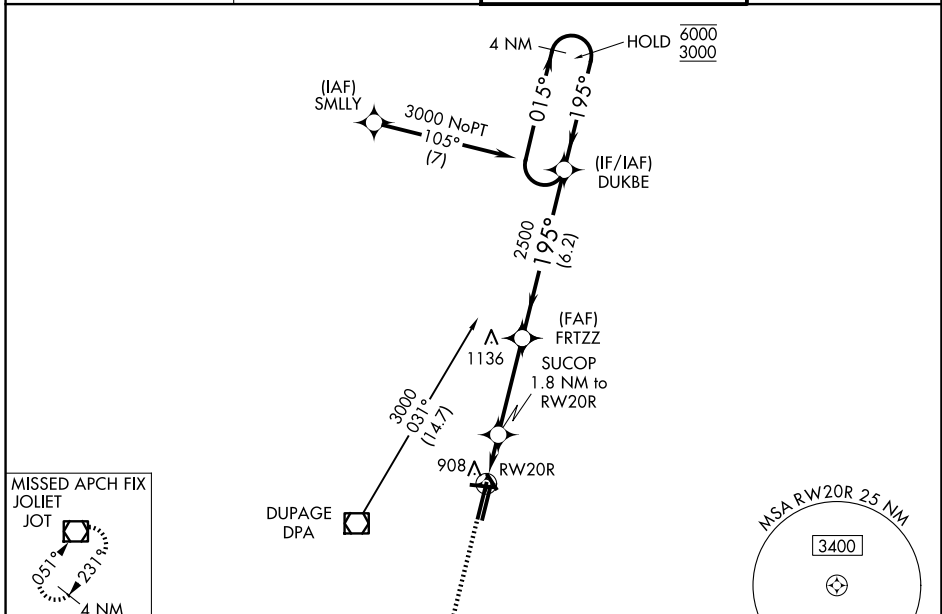 4 NM
HOLD
6000
3000
015°
195°
(IAF)
SMLLY
3000 NoPT
105°
(7)
(IF/IAF)
DUKBE
2500
195°
(6.2)
(FAF)
FRTZZ
1136
SUCOP
1.8 NM to
RW20R
3000
031°
(14.7)
908
RW20R
DUPAGE
DPA
MISSED APCH FIX
JOLIET
JOT
051°
231°
4 NM
MSA RW20R 25 NM
3400